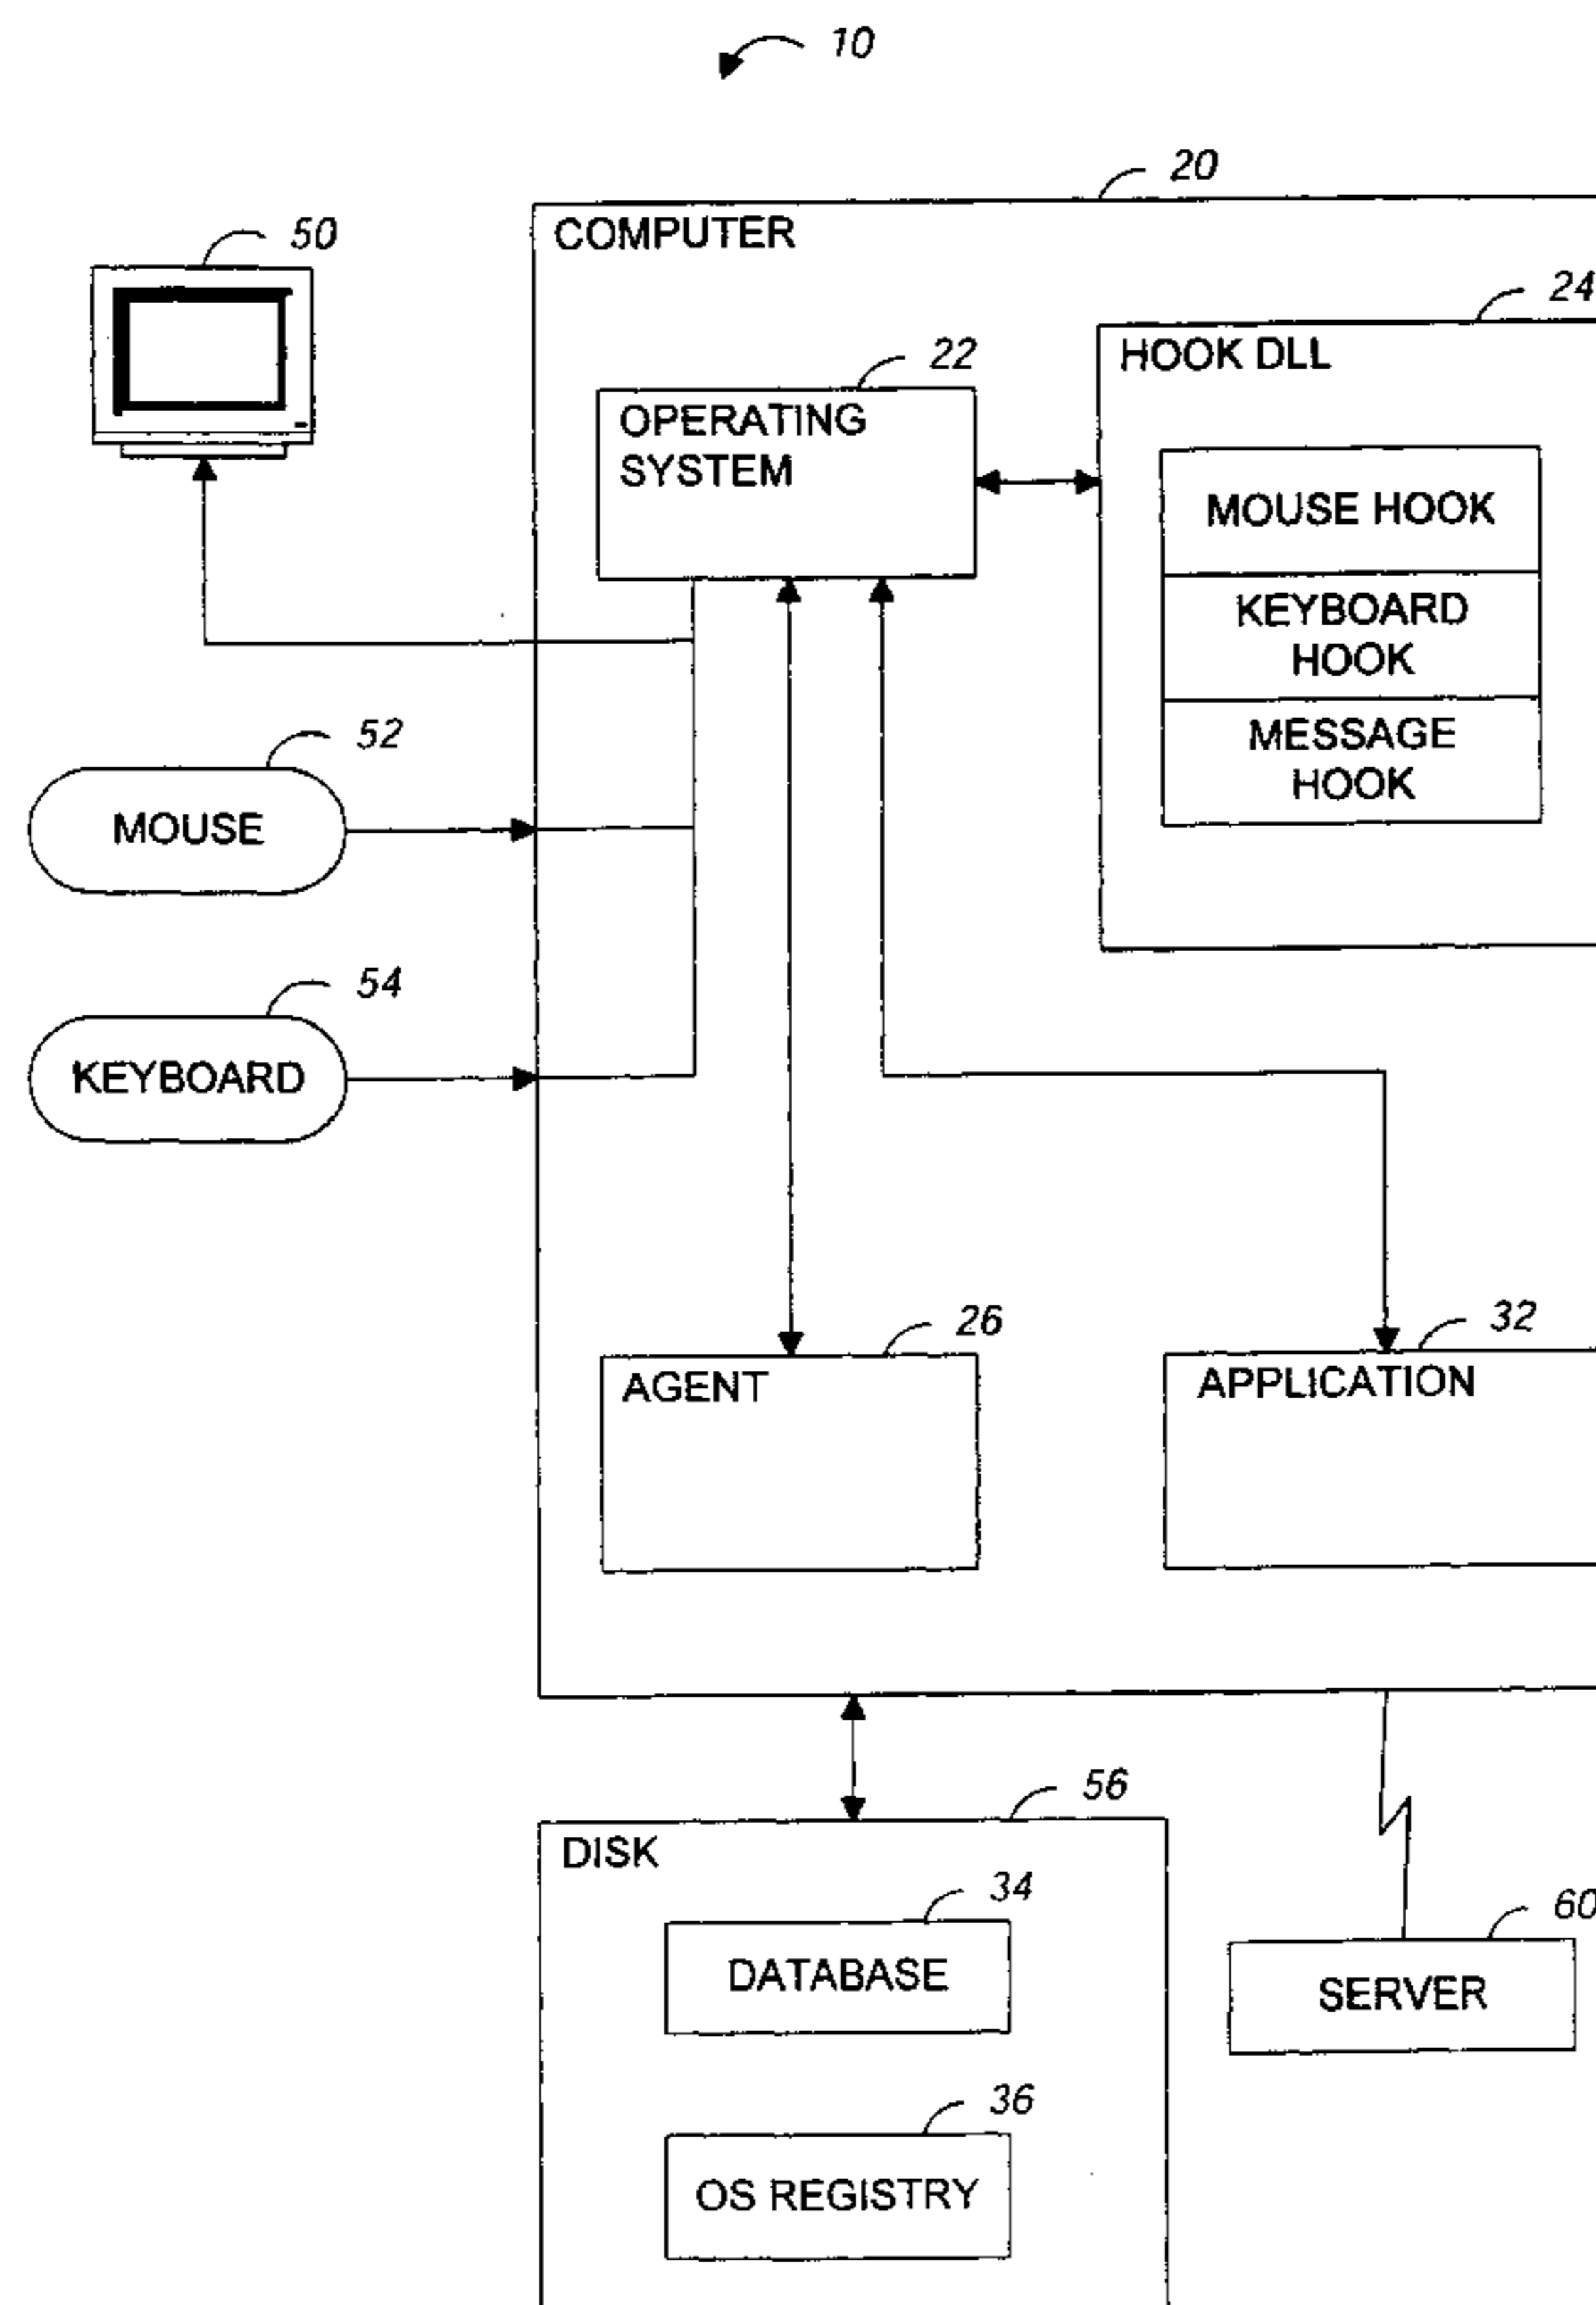 10
20
COMPUTER
50
24
HOOK DLL
22
OPERATING
SYSTEM
MOUSE HOOK
KEYBOARD
HOOK
MESSAGE
HOOK
52
MOUSE
54
KEYBOARD
26
AGENT
32
APPLICATION
56
DISK
34
DATABASE
60
SERVER
36
OS REGISTRY